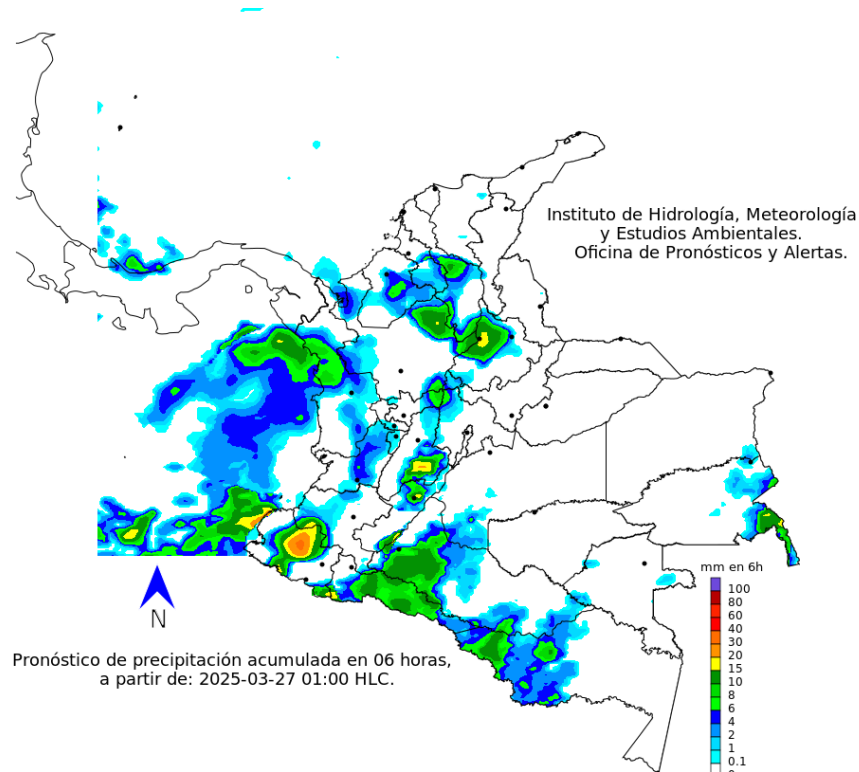 Instituto de Hidrología, Meteorología
y Estudios Ambientales.
Oficina de Pronósticos y Alertas.
mm en 6h
100
80
60
40
30
20
15
10
8
6
4
2
1
0.1
N
Pronóstico de precipitación acumulada en 06 horas,
a partir de: 2025-03-27 01:00 HLC.